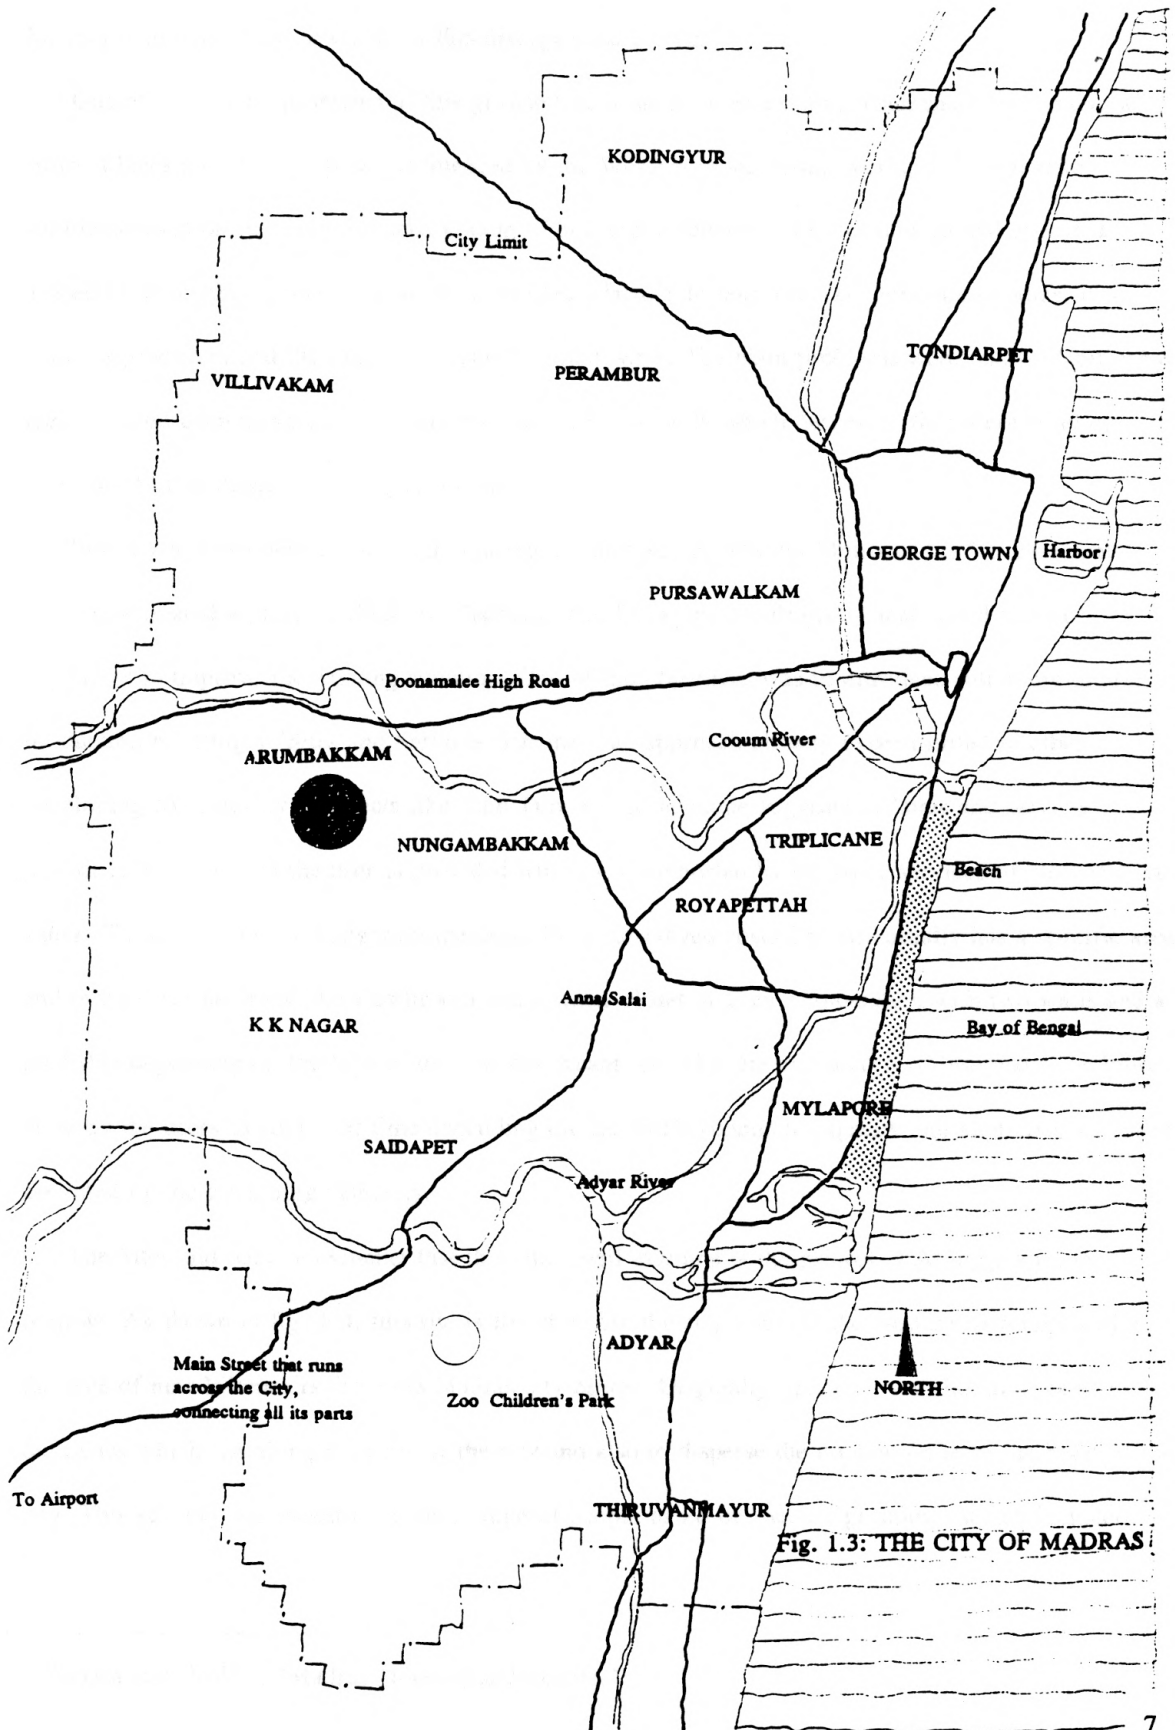 KODINGYUR
City Limit
TONDIARPET
VILLIVAKAM
PERAMBUR
GEORGE TOWN
Harbor
PURSAWALKAM
Poonamalee High Road
Cooum River
ARUMBAKKAM
TRIPLICANE
NUNGAMBAKKAM
Beach
ROYAPETTAH
Anna Salai
K K NAGAR
Bay of Bengal
MYLAPORE
SAIDAPET
Adyar River
ADYAR
Main Street that runs
across the City,
connecting all its parts
NORTH
Zoo Children's Park
To Airport
THIRUVANMAYUR
Fig. 1.3: THE CITY OF MADRAS
7